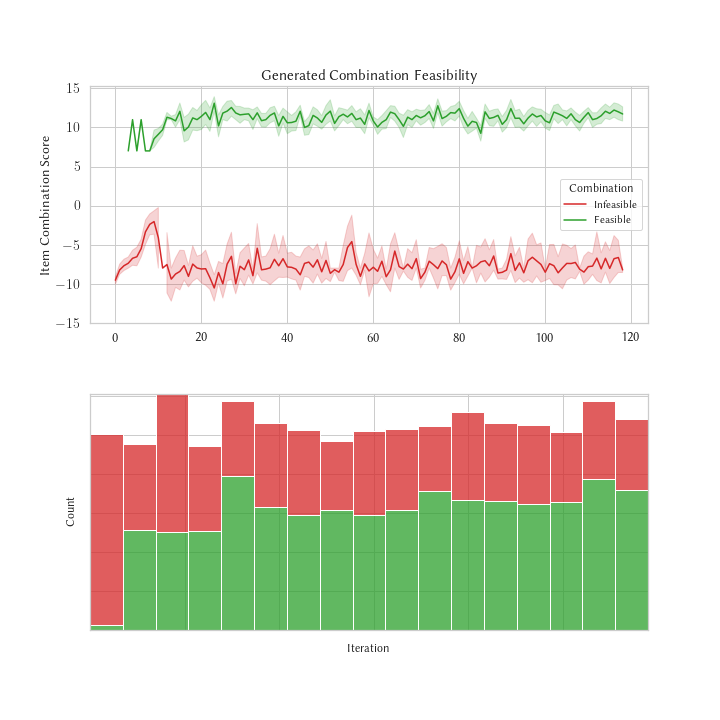 Generated Combination Feasibility
Item Combination Score
15
10
5
0
−5
−10
−15
Combination
Infeasible
Feasible
0 20 40 60 80 100 120
Count
Iteration